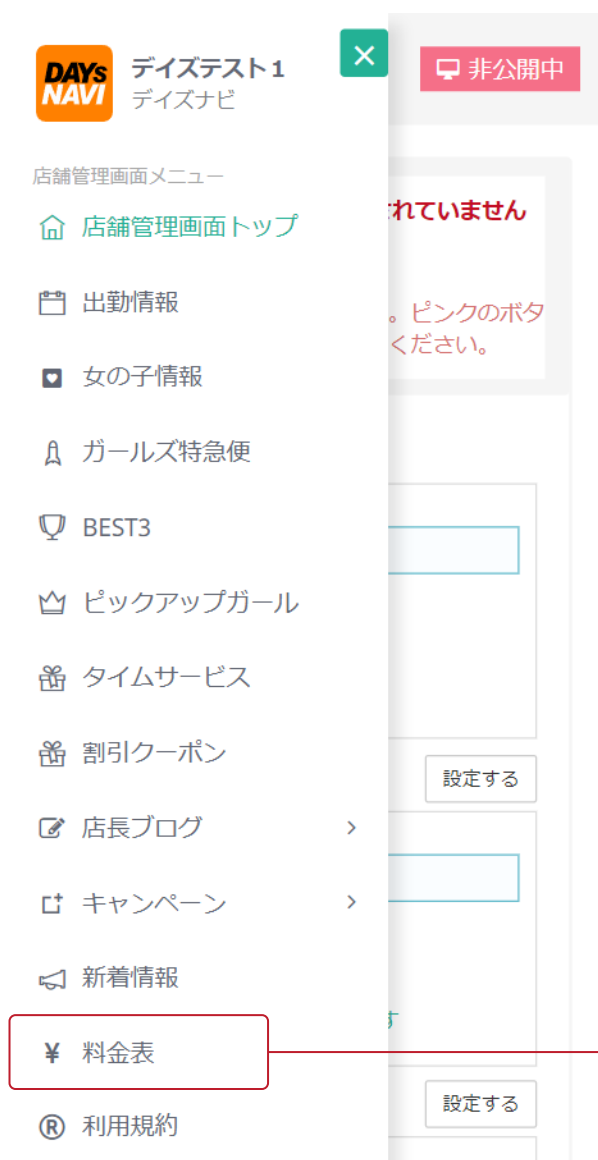 DAYs
NAVI
デイズテスト1
デイズナビ
非公開中
店舗管理画面メニュー
店舗管理画面トップ
れていません
出勤情報
。ピンクのボタ
ください。
女の子情報
ガールズ特急便
BEST3
ピックアップガール
タイムサービス
割引クーポン
設定する
店長ブログ
キャンペーン
新着情報
す
¥ 料金表
設定する
® 利用規約